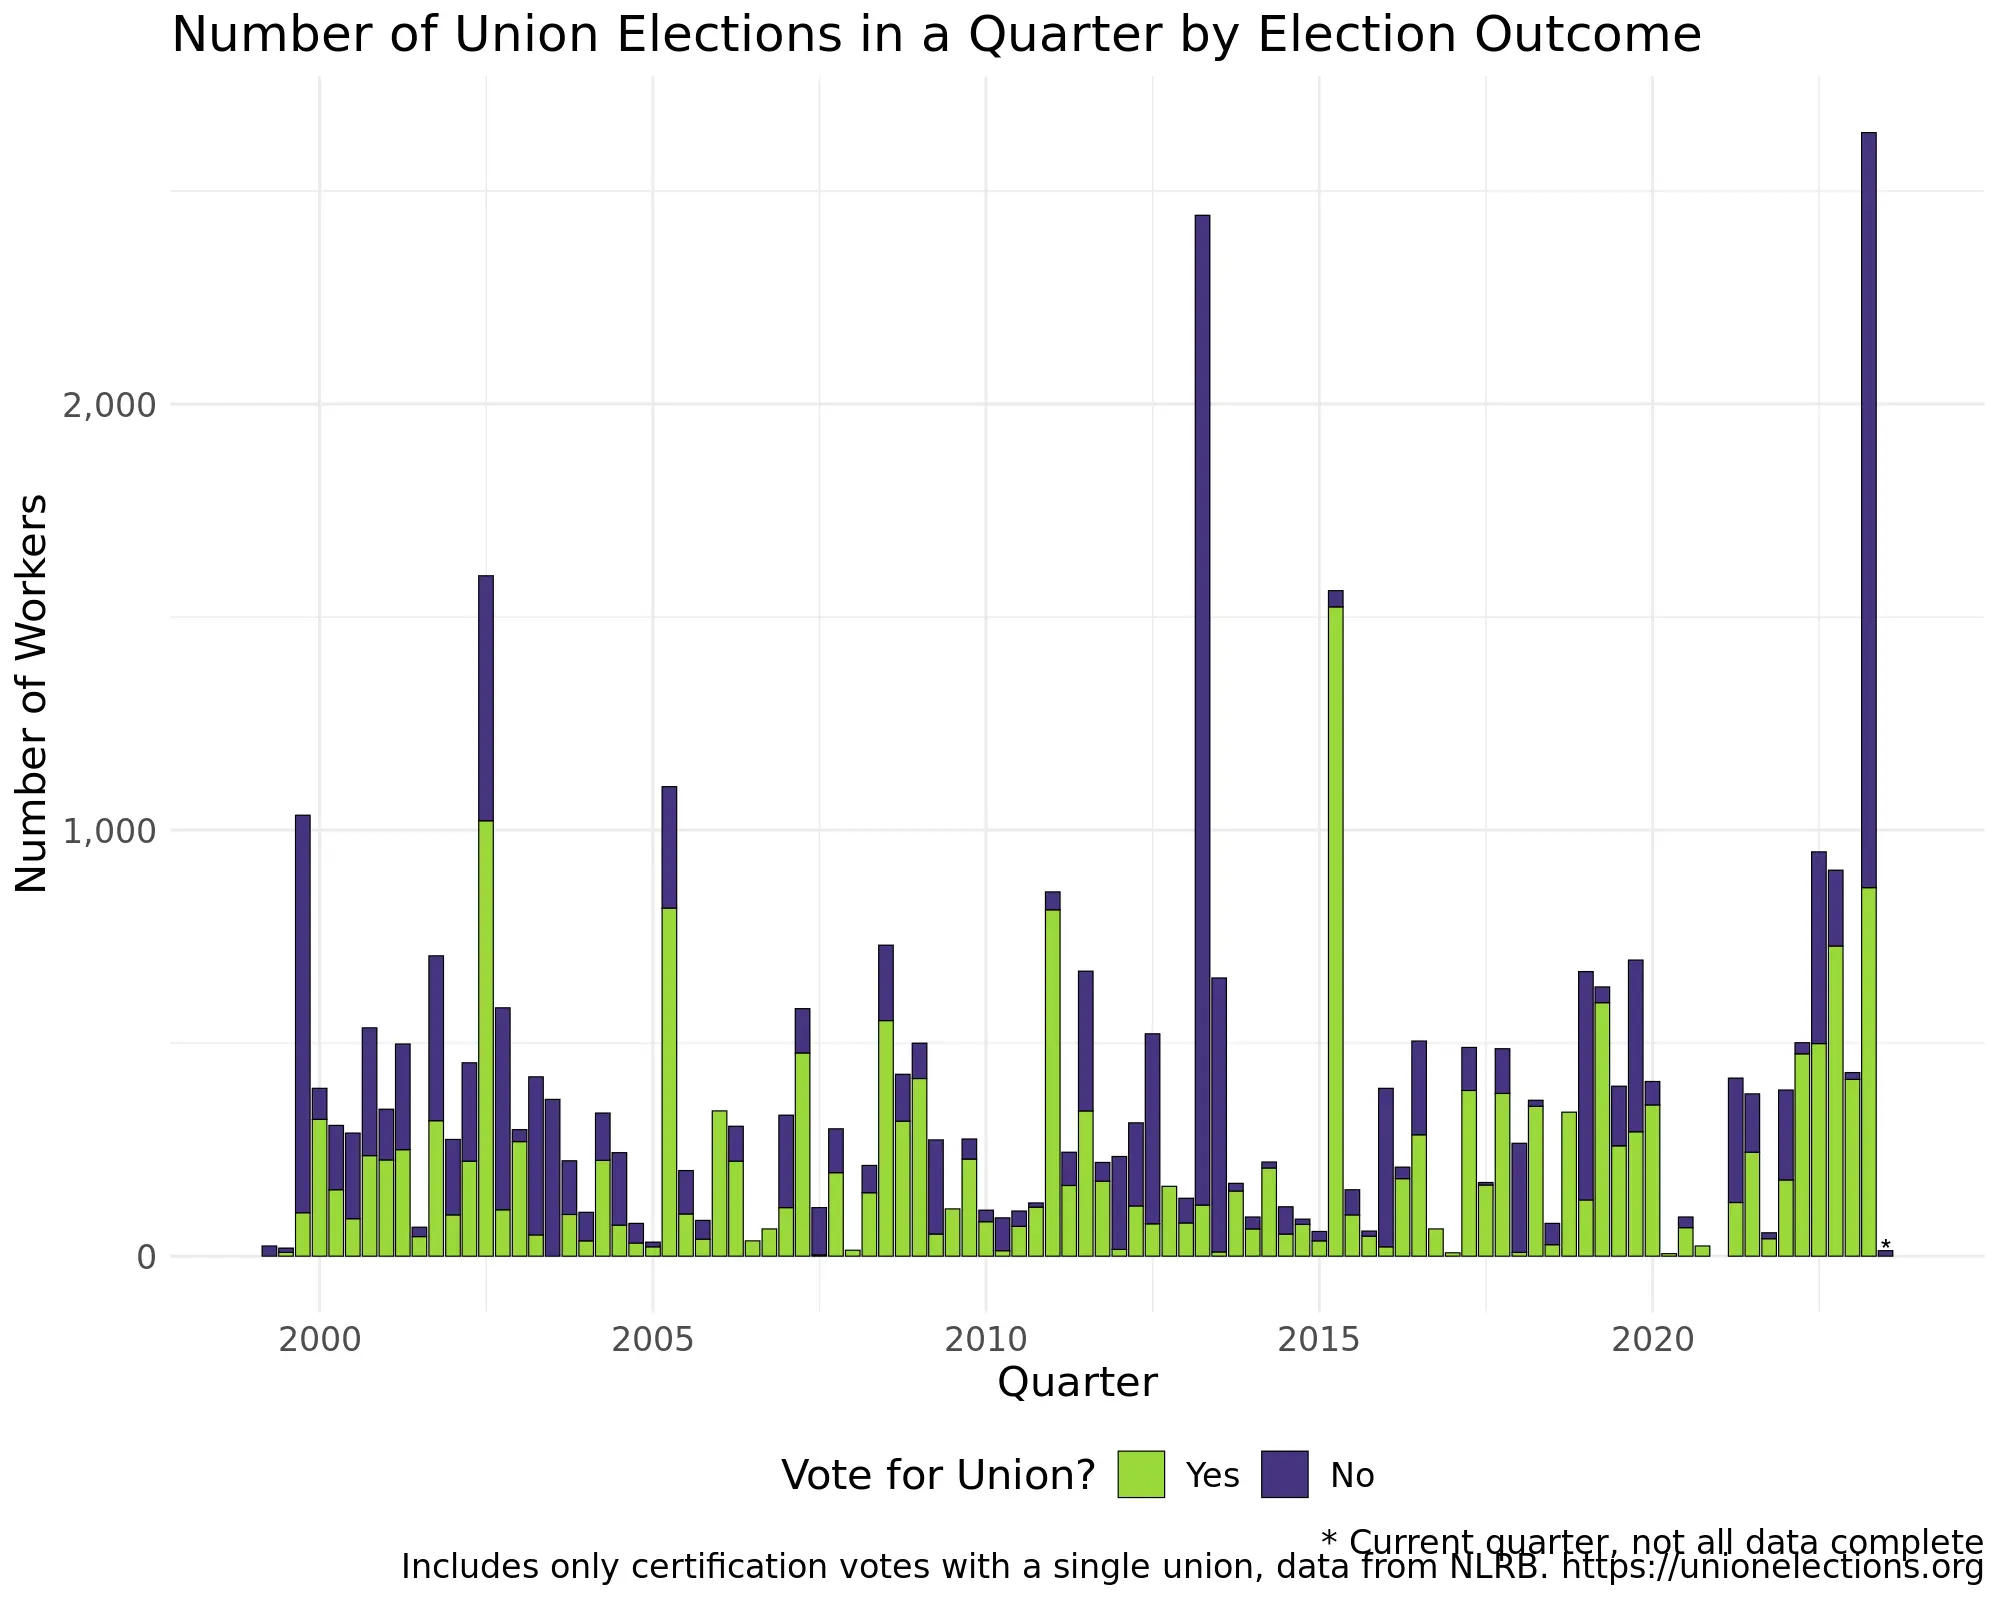 Number of Union Elections in a Quarter by Election Outcome
Number of Workers
2,000
1,000
0
2000 2005 2010 2015 2020
*
Quarter
Vote for Union? Yes No
* Current quarter, not all data complete
Includes only certification votes with a single union, data from NLRB. https://unionelections.org